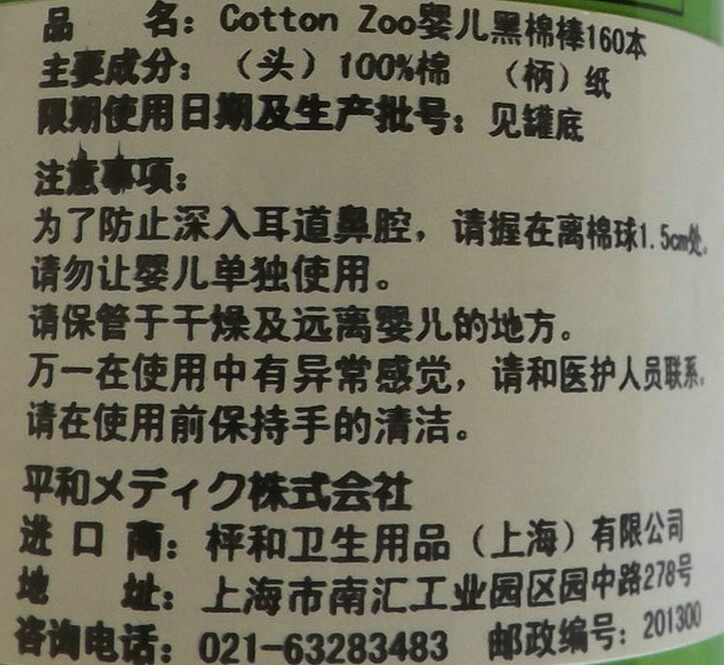 品　名：Cotton Zoo婴儿黑棉棒160本
主要成分：（头）100%棉　（柄）纸
限期使用日期及生产批号：见罐底
注意事项：
为了防止深入耳道鼻腔，请握在离棉球1.5cm处。
请勿让婴儿单独使用。
请保管于干燥及远离婴儿的地方。
万一在使用中有异常感觉，请和医护人员联系。
请在使用前保持手的清洁。
平和メディク株式会社
进口商：枰和卫生用品（上海）有限公司
地　址：上海市南汇工业园区园中路278号
咨询电话：021-63283483　邮政编号：201300